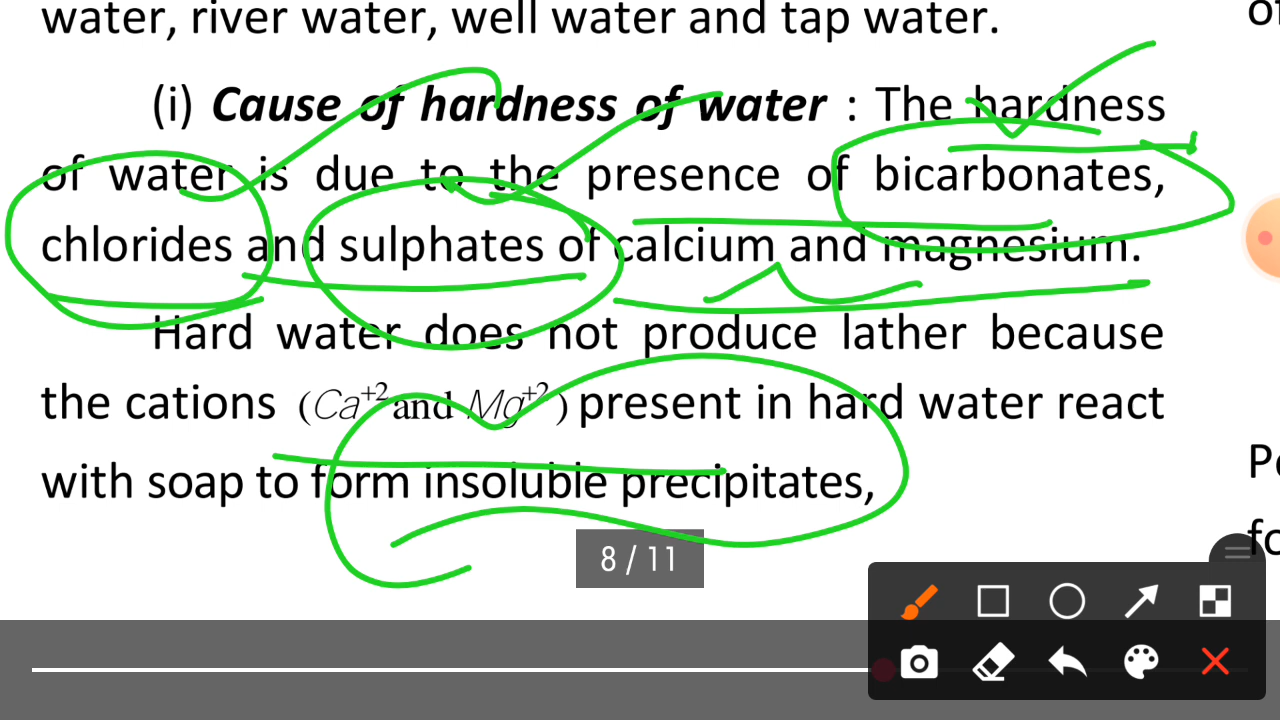 water, river water, well water and tap water.
of
(i) Cause of hardness of water : The hardness
of water is due to the presence of bicarbonates,
chlorides and sulphates of calcium and magnesium.
Hard water does not produce lather because
the cations (Ca+2 and Mg+2) present in hard water react
with soap to form insoluble precipitates,
8 / 11